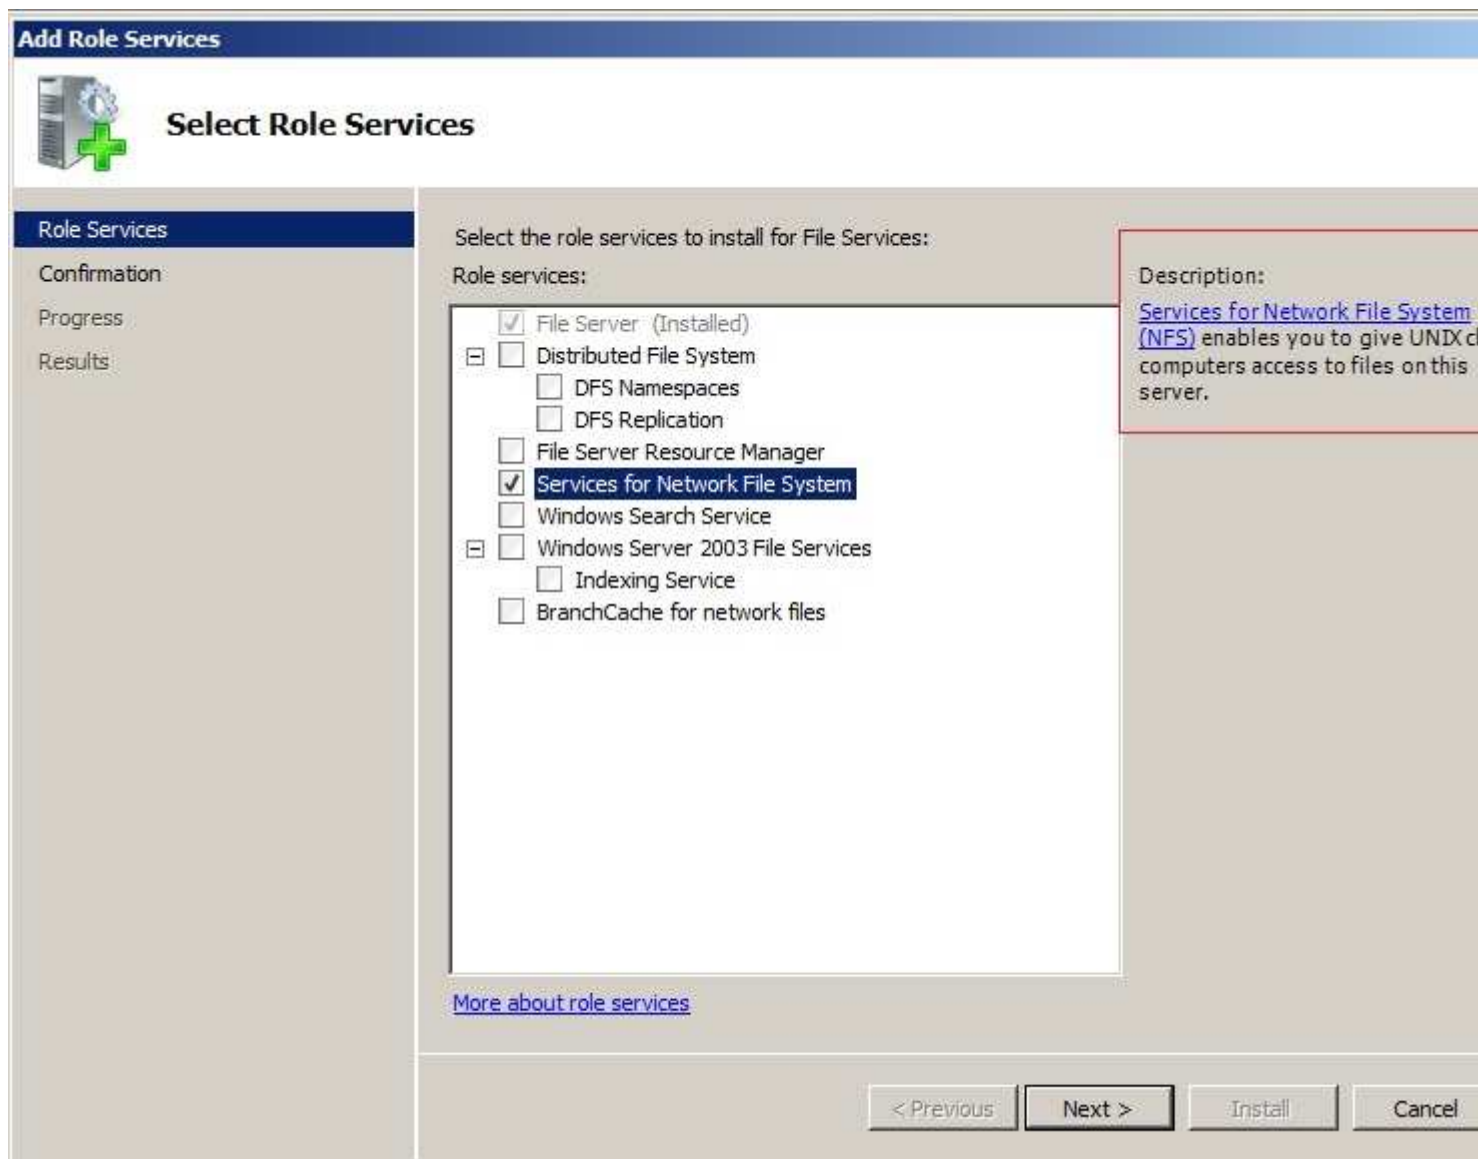 Add Role Services
Select Role Services
Role Services
Confirmation
Progress
Results
Select the role services to install for File Services:
Role services:
File Server (Installed)
Distributed File System
DFS Namespaces
DFS Replication
File Server Resource Manager
Services for Network File System
Windows Search Service
Windows Server 2003 File Services
Indexing Service
BranchCache for network files
More about role services
Description:
Services for Network File System
(NFS) enables you to give UNIX
computers access to files on this
server.
< Previous
Next >
Install
Cancel